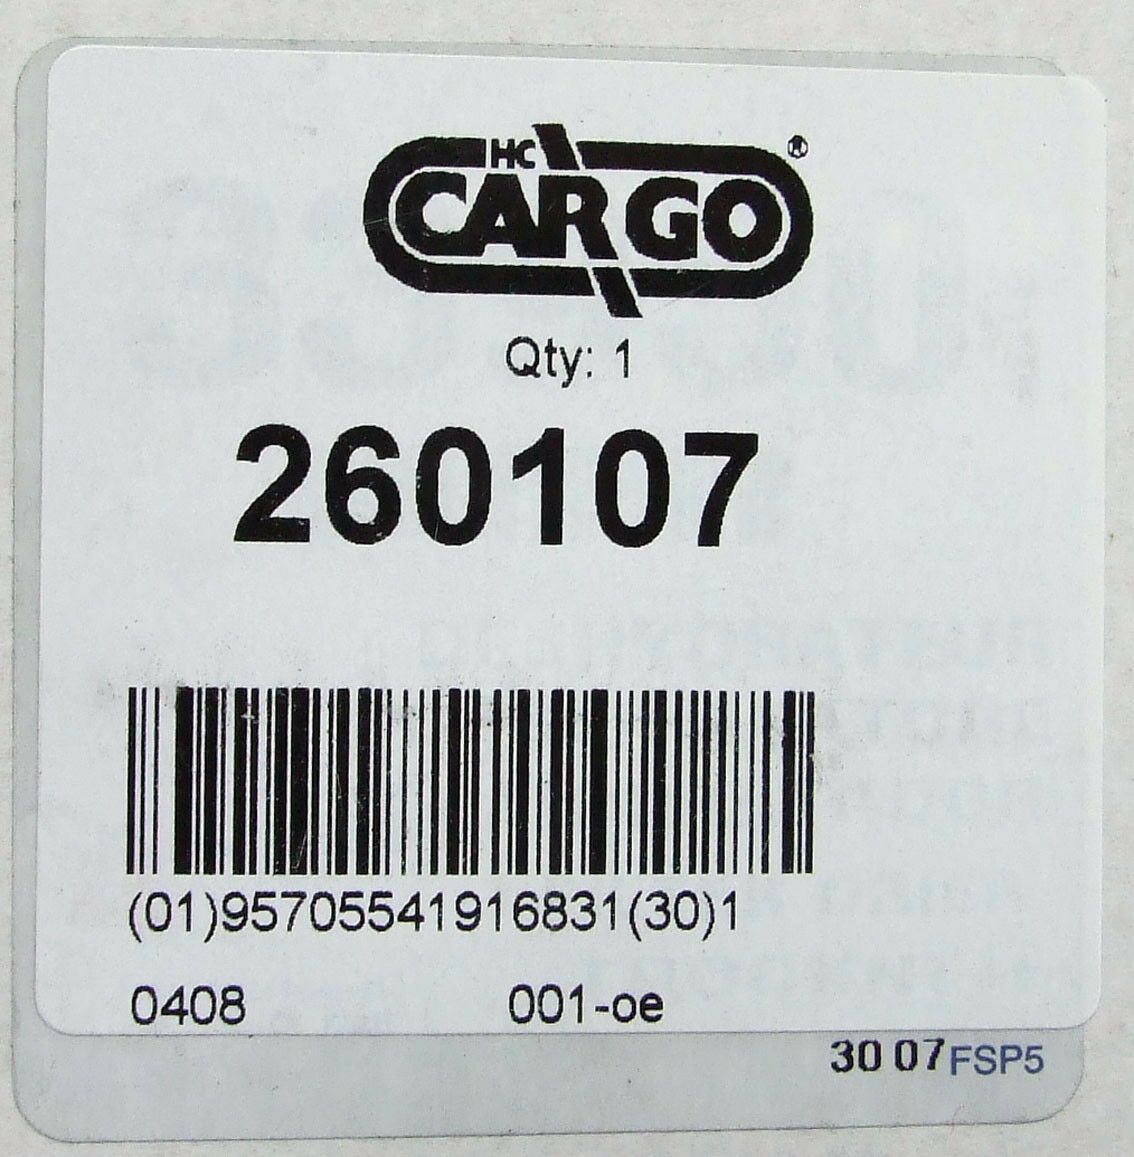 HC
CARGO®
Qty: 1
260107
(01)95705541916831(30)1
0408 001-oe
30 07 FSP5